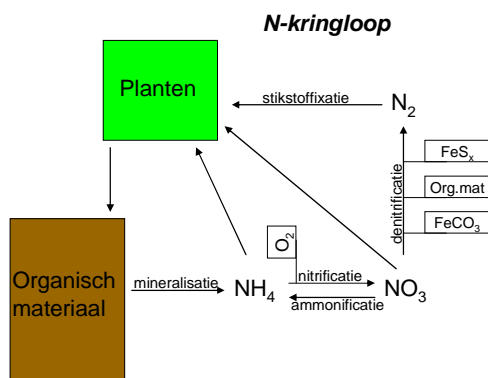 N-kringloop
Planten
stikstoffixatie
N₂
FeSₓ
Org.mat
FeCO₃
denitrificatie
Organisch
materiaal
mineralisatie
NH₄
O₂
nitrificatie
ammonificatie
NO₃